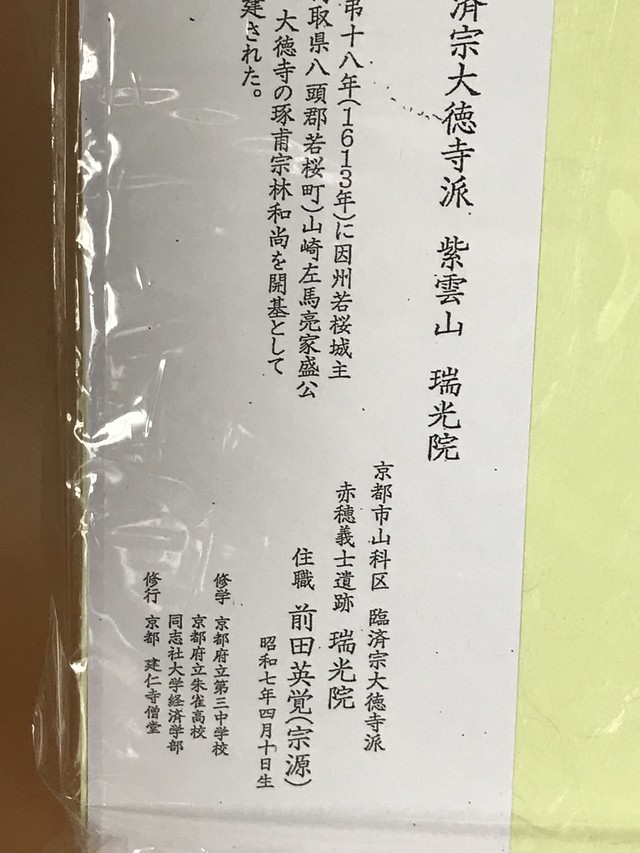 済宗大徳寺派 紫雲山 瑞光院
十八年(1613年)に因州若桜城主
取県八頭郡若桜町)山崎左馬亮家盛公
大徳寺の琢甫宗林和尚を開基として
建された。
京都市山科区 臨済宗大徳寺派
赤穂義士遺跡 瑞光院
住職 前田英覚(宗源)
昭和七年四月十日生
修学 京都府立第三中学校
京都府立朱雀高校
同志社大学経済学部
修行 京都 建仁寺僧堂